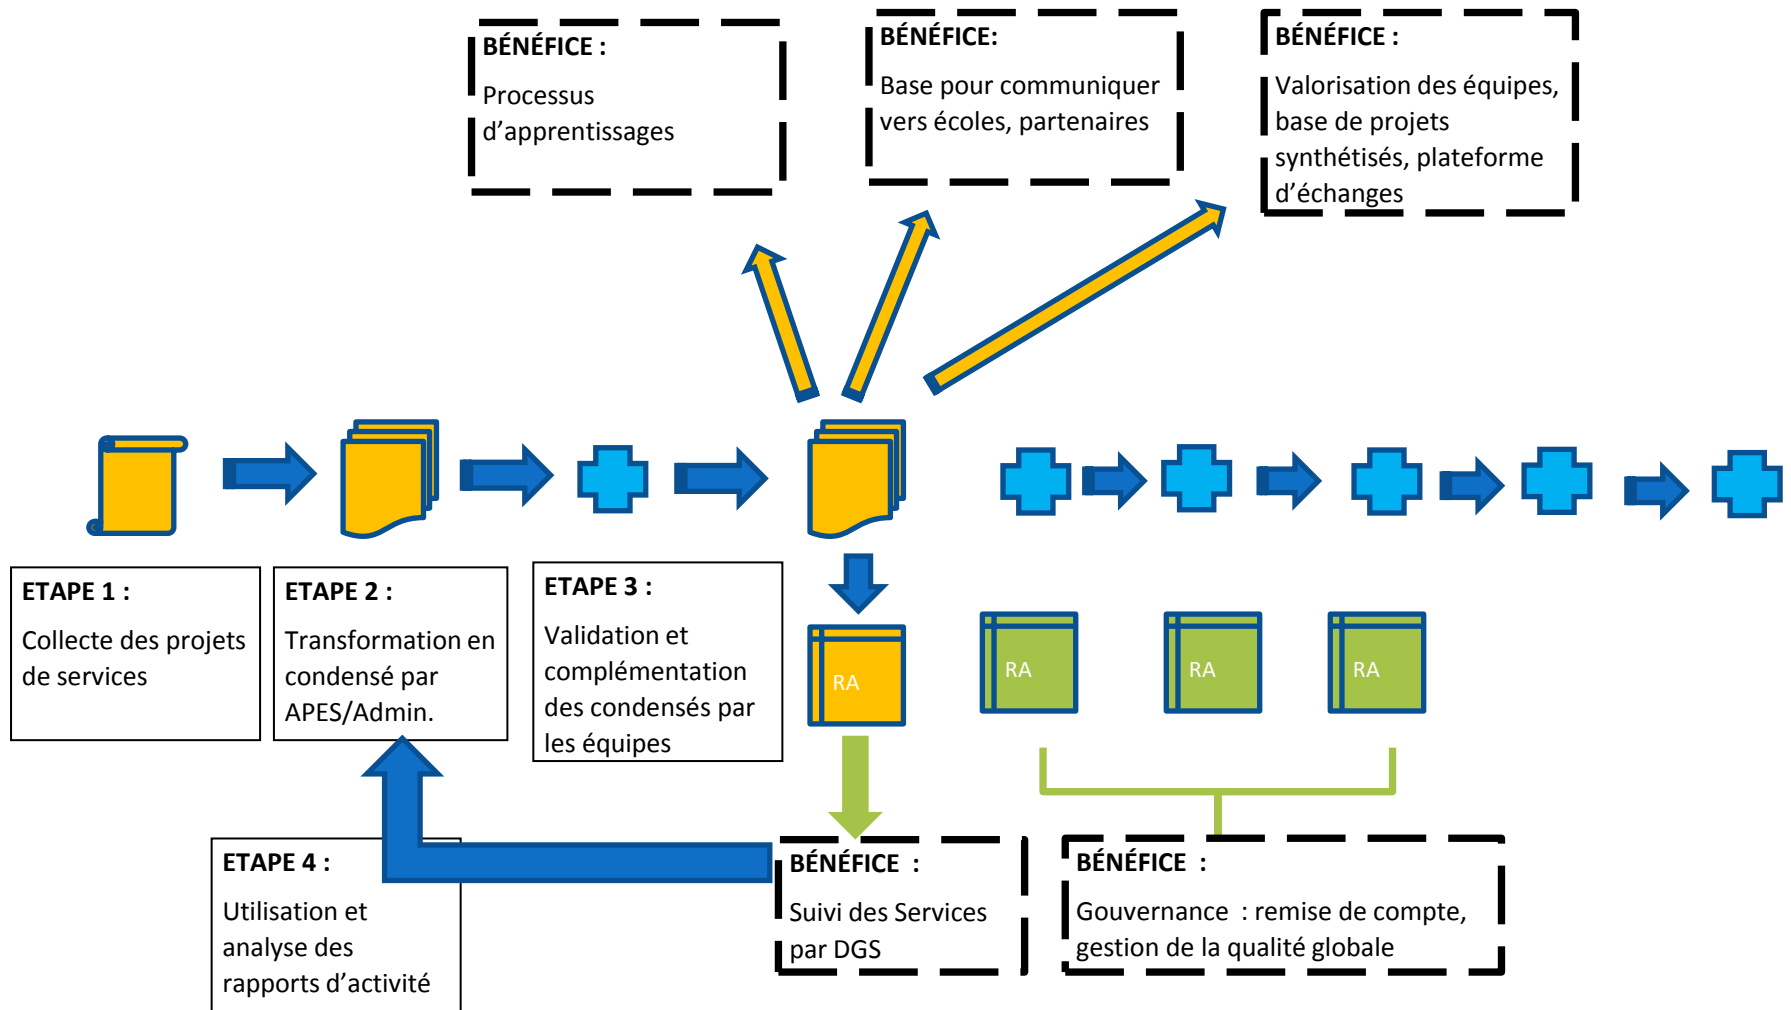 BÉNÉFICE :
Processus
d’apprentissages
BÉNÉFICE:
Base pour communiquer
vers écoles, partenaires
BÉNÉFICE :
Valorisation des équipes,
base de projets
synthétisés, plateforme
d’échanges
ETAPE 1 :
Collecte des projets
de services
ETAPE 2 :
Transformation en
condensé par
APES/Admin.
ETAPE 3 :
Validation et
complémentation
des condensés par
les équipes
RA
RA
RA
RA
ETAPE 4 :
Utilisation et
analyse des
rapports d’activité
BÉNÉFICE :
Suivi des Services
par DGS
BÉNÉFICE :
Gouvernance : remise de compte,
gestion de la qualité globale